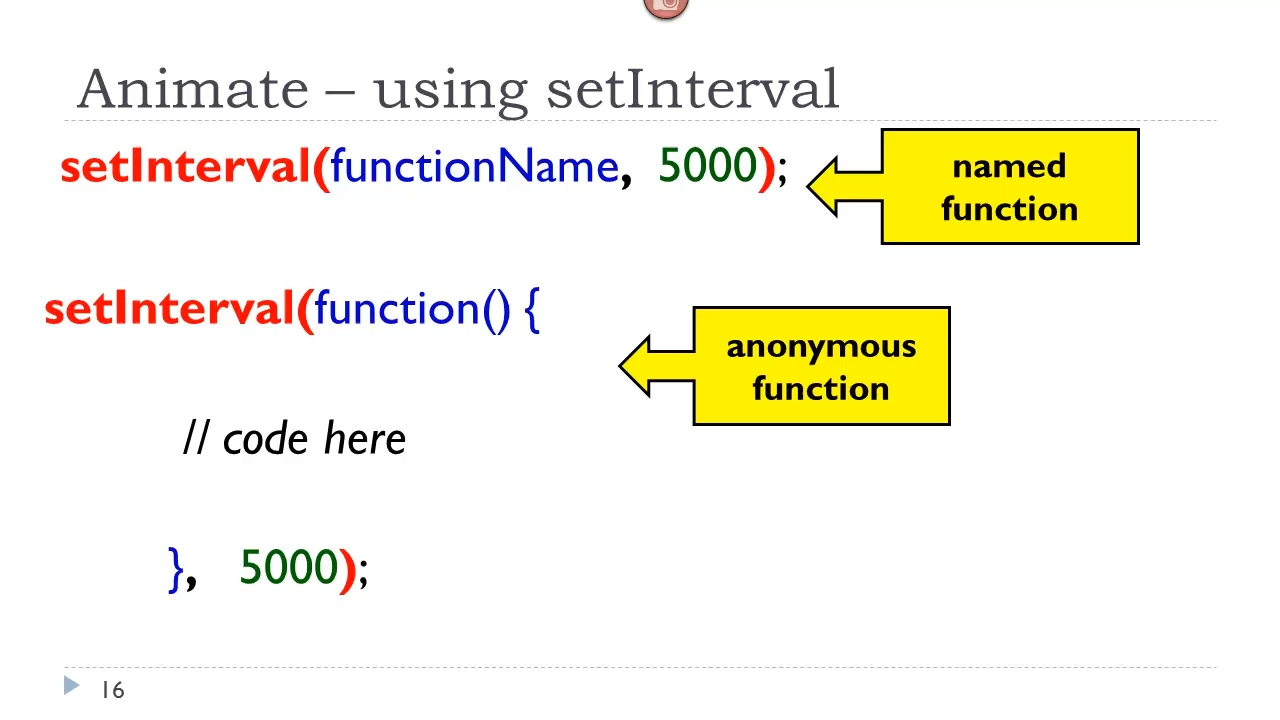 Animate – using setInterval
setInterval(functionName, 5000);
named
function
setInterval(function() {
anonymous
function
// code here
}, 5000);
16